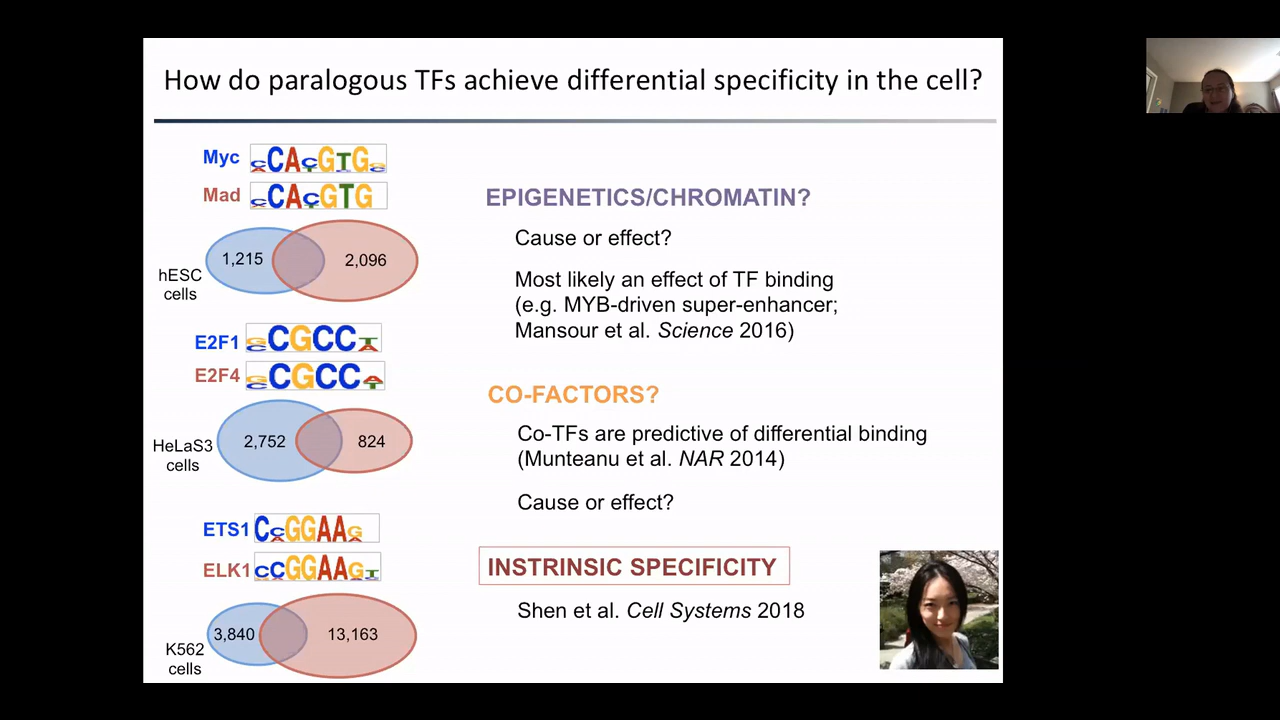 How do paralogous TFs achieve differential specificity in the cell?
Myc
Mad
1,215
2,096
hESC
cells
E2F1
E2F4
2,752
824
HeLaS3
cells
ETS1
ELK1
3,840
13,163
K562
cells
EPIGENETICS/CHROMATIN?
Cause or effect?
Most likely an effect of TF binding
(e.g. MYB-driven super-enhancer;
Mansour et al. Science 2016)
CO-FACTORS?
Co-TFs are predictive of differential binding
(Munteanu et al. NAR 2014)
Cause or effect?
INSTRINSIC SPECIFICITY
Shen et al. Cell Systems 2018